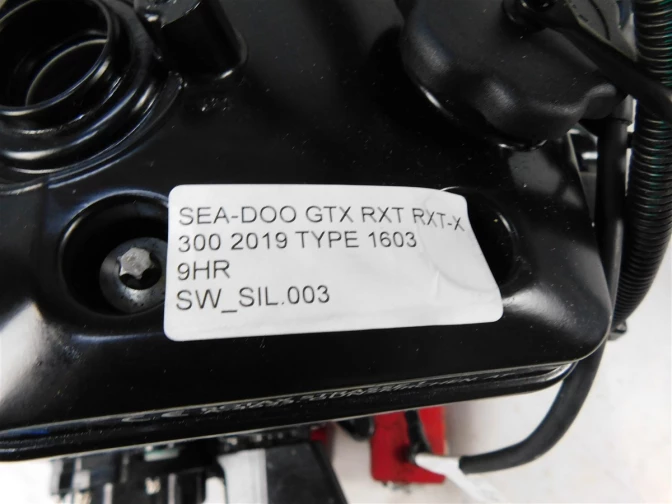 SEA-DOO GTX RXT RXT-X
300 2019 TYPE 1603
9HR
SW_SIL.003